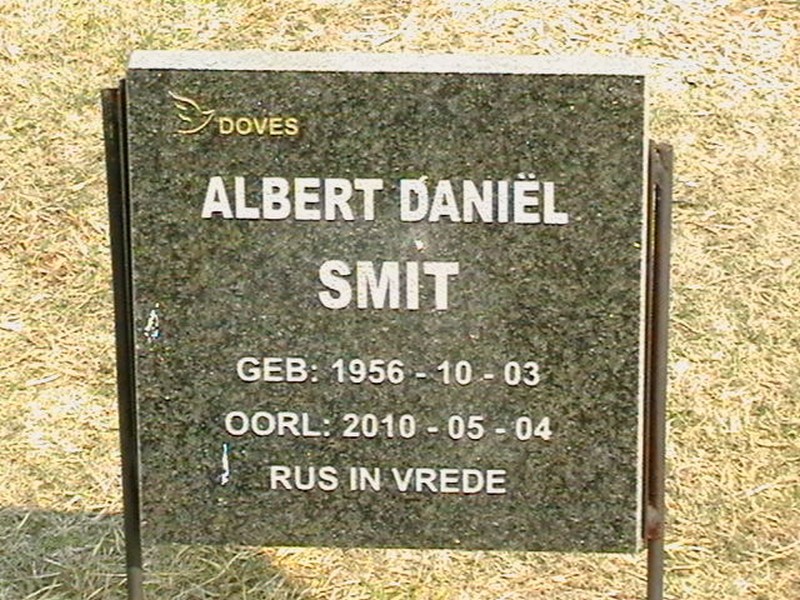 DOVES
ALBERT DANIËL
SMIT
GEB: 1956 - 10 - 03
OORL: 2010 - 05 - 04
RUS IN VREDE